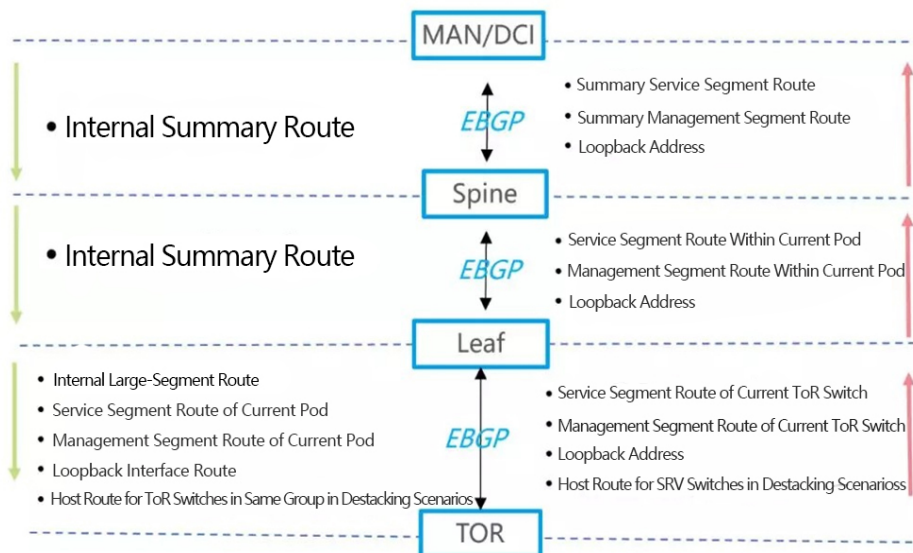 MAN/DCI
• Internal Summary Route
EBGP
• Summary Service Segment Route
• Summary Management Segment Route
• Loopback Address
Spine
• Internal Summary Route
EBGP
• Service Segment Route Within Current Pod
• Management Segment Route Within Current Pod
• Loopback Address
Leaf
• Internal Large-Segment Route
• Service Segment Route of Current Pod
• Management Segment Route of Current Pod
• Loopback Interface Route
• Host Route for ToR Switches in Same Group in Destacking Scenarios
EBGP
• Service Segment Route of Current ToR Switch
• Management Segment Route of Current ToR Switch
• Loopback Address
• Host Route for SRV Switches in Destacking Scenarioss
TOR